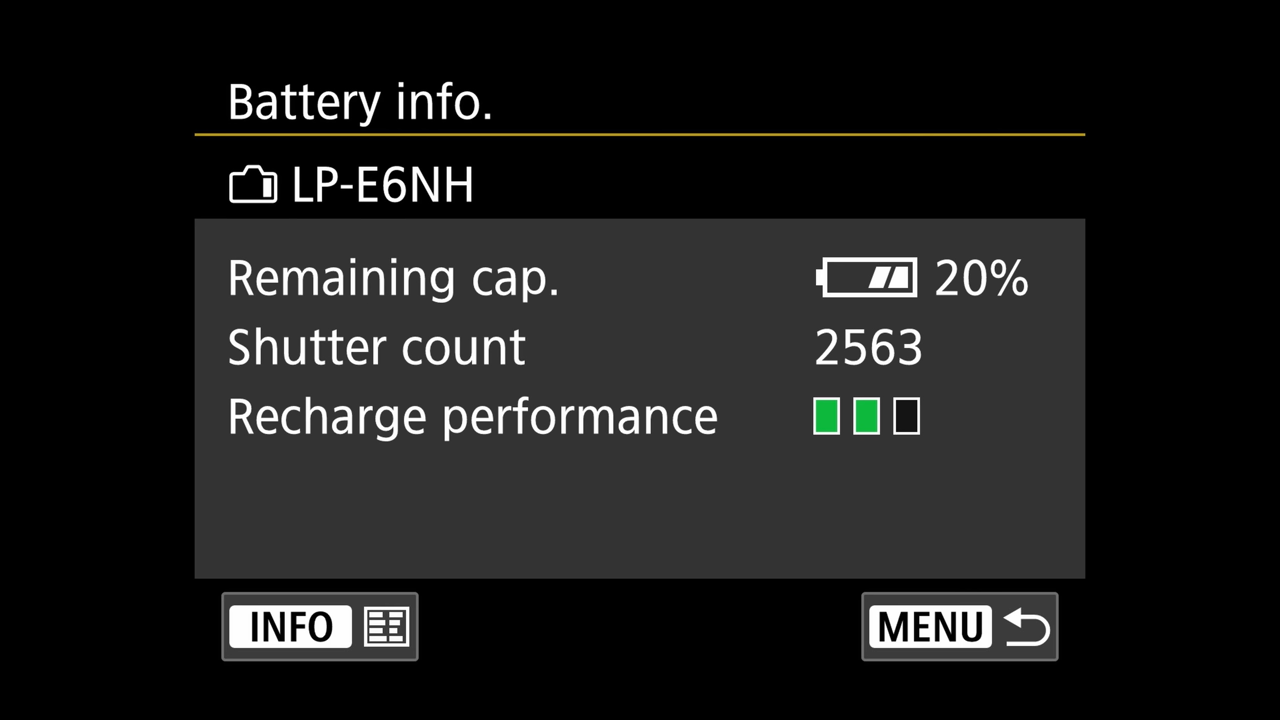 Battery info.
LP-E6NH
Remaining cap. 20%
Shutter count 2563
Recharge performance
INFO MENU